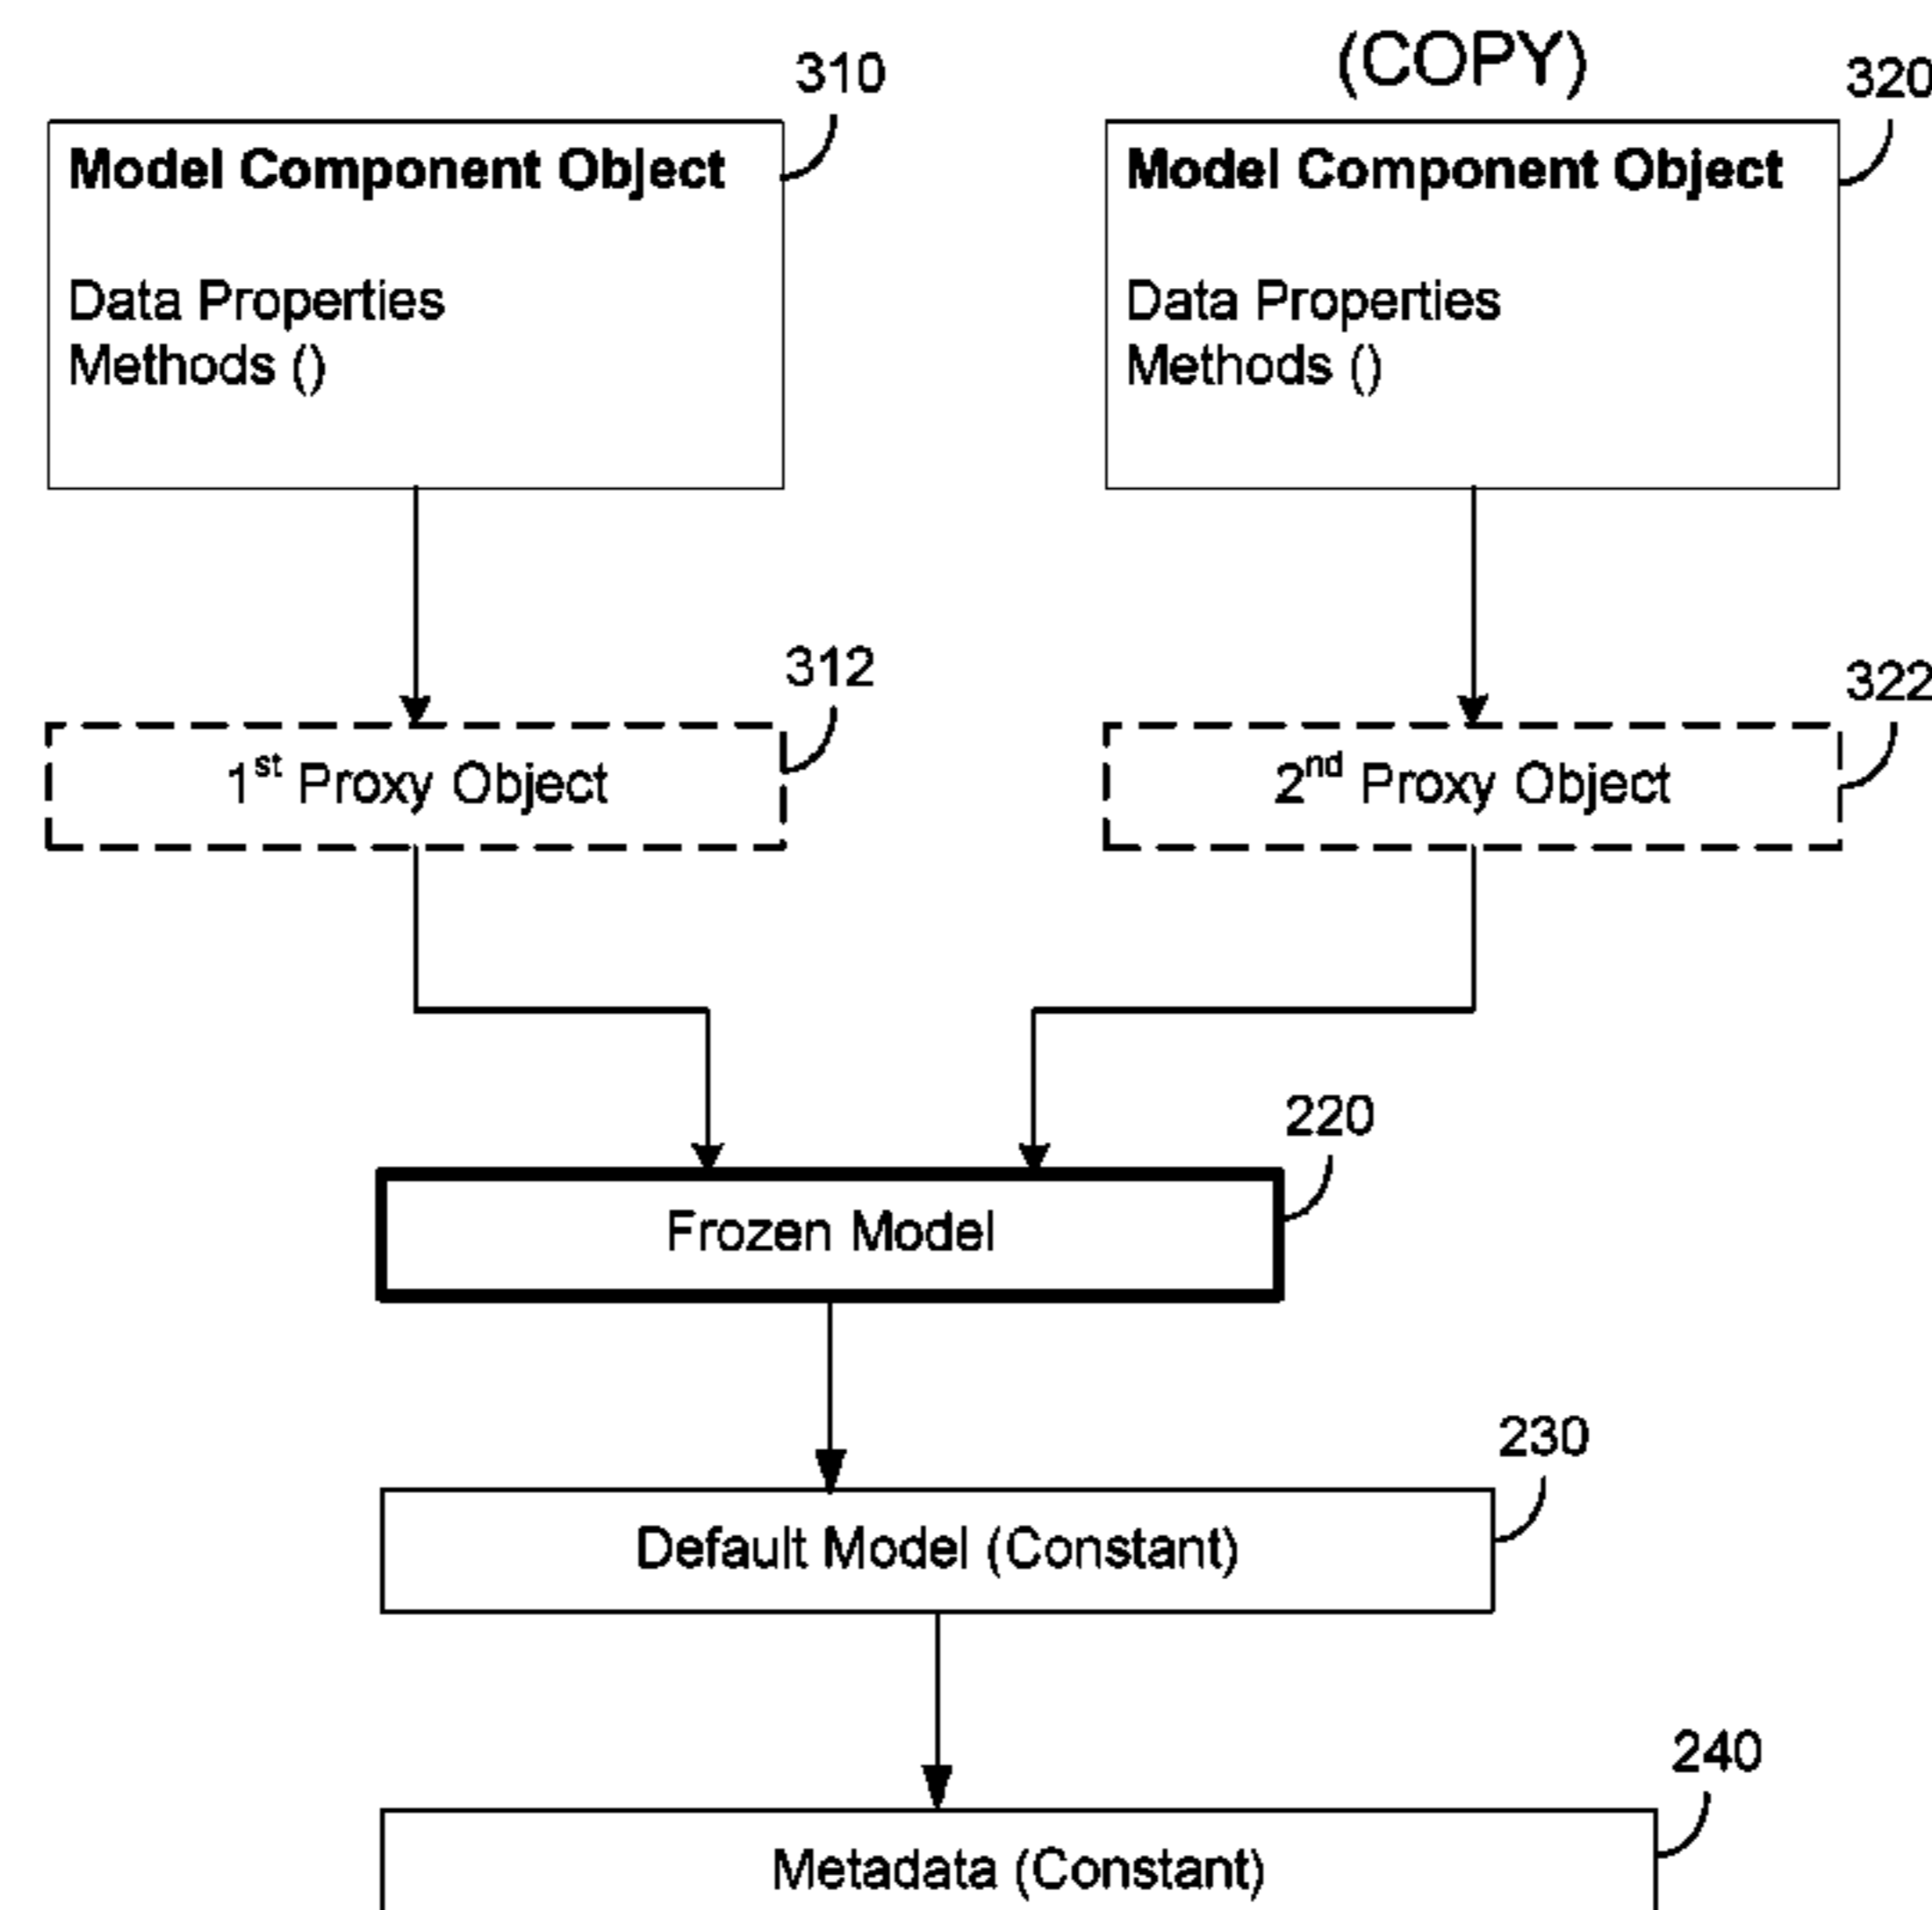 (COPY)
310
320
Model Component Object
Data Properties
Methods ()
Model Component Object
Data Properties
Methods ()
312
322
1st Proxy Object
2nd Proxy Object
220
Frozen Model
230
Default Model (Constant)
240
Metadata (Constant)